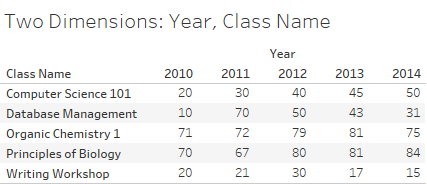 Two Dimensions: Year, Class Name
Year
Class Name 2010 2011 2012 2013 2014
Computer Science 101 20 30 40 45 50
Database Management 10 70 50 43 31
Organic Chemistry 1 71 72 79 81 75
Principles of Biology 70 67 80 81 84
Writing Workshop 20 21 30 17 15